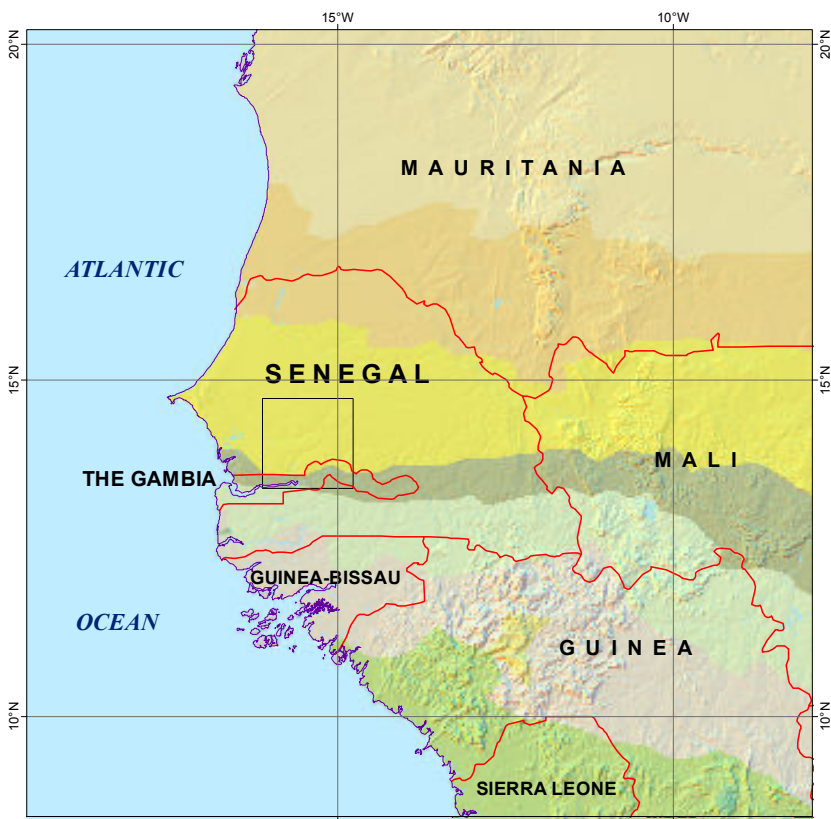 15°W
10°W
20°N
20°N
MAURITANIA
ATLANTIC
SENEGAL
15°N
15°N
MALI
THE GAMBIA
GUINEA-BISSAU
OCEAN
GUINEA
10°N
10°N
SIERRA LEONE